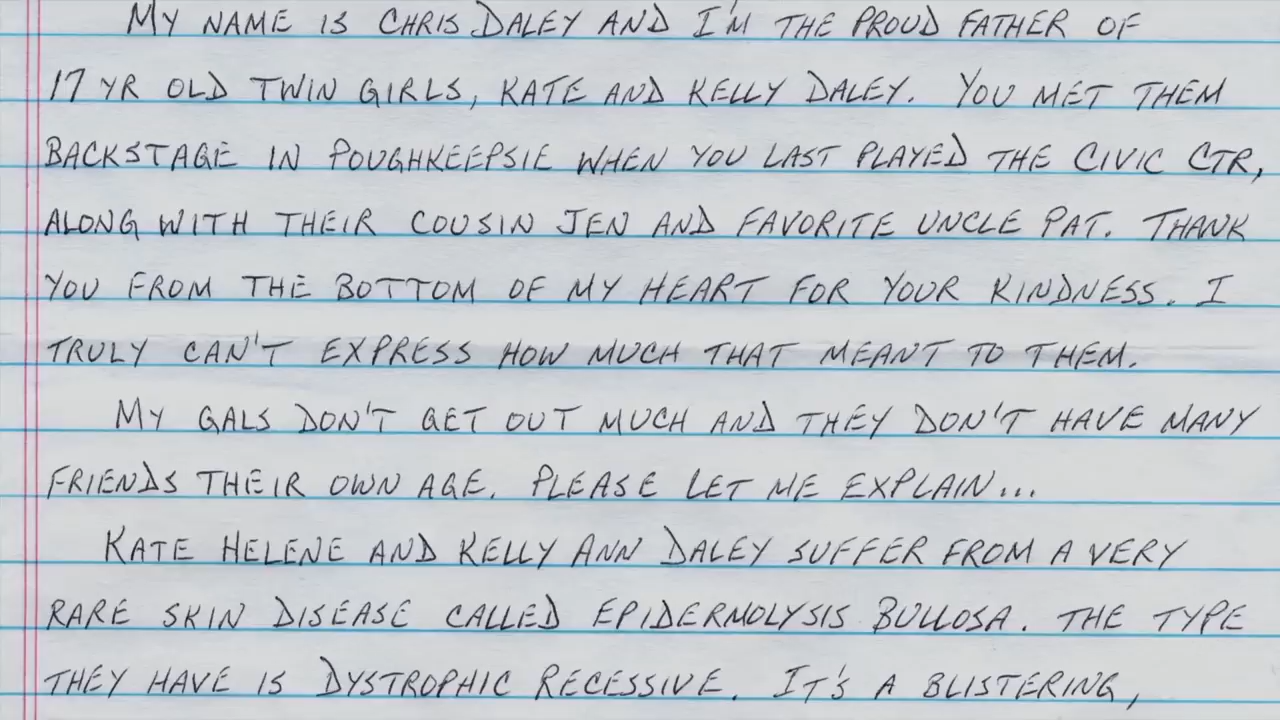 MY NAME IS CHRIS DALEY AND I'M THE PROUD FATHER OF
17 YR OLD TWIN GIRLS, KATE AND KELLY DALEY. YOU MET THEM
BACKSTAGE IN POUGHKEEPSIE WHEN YOU LAST PLAYED THE CIVIC CTR,
ALONG WITH THEIR COUSIN JEN AND FAVORITE UNCLE PAT. THANK
YOU FROM THE BOTTOM OF MY HEART FOR YOUR KINDNESS. I
TRULY CAN'T EXPRESS HOW MUCH THAT MEANT TO THEM.
MY GALS DON'T GET OUT MUCH AND THEY DON'T HAVE MANY
FRIENDS THEIR OWN AGE. PLEASE LET ME EXPLAIN...
KATE HELENE AND KELLY ANN DALEY SUFFER FROM A VERY
RARE SKIN DISEASE CALLED EPIDERMOLYSIS BULLOSA. THE TYPE
THEY HAVE IS DYSTROPHIC RECESSIVE. IT'S A BLISTERING,